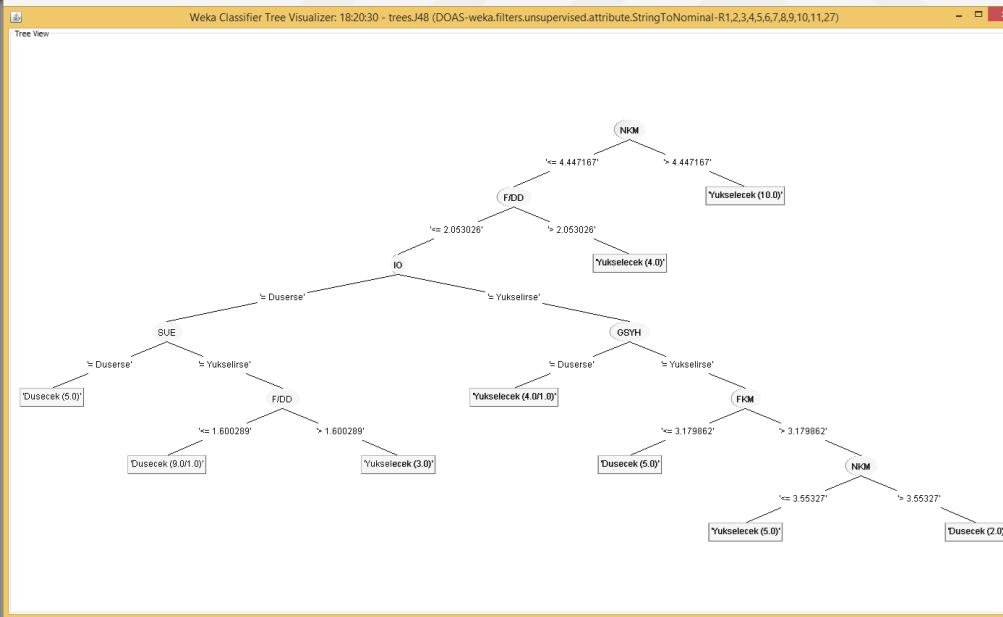 Weka Classifier Tree Visualizer: 18:20:30 - trees.J48 (DOAS-weka.filters.unsupervised.attribute.StringToNominal-R1,2,3,4,5,6,7,8,9,10,11,27)
Tree View
NKM
'<= 4.447167' '> 4.447167'
F/DD 'Yukselecek (10.0)'
'<= 2.053026' '> 2.053026'
IO 'Yukselecek (4.0)'
'= Duserse' '= Yukselirse'
SUE GSYH
'= Duserse' '= Yukselirse' '= Duserse' '= Yukselirse'
'Dusecek (5.0)' F/DD 'Yukselecek (4.0/1.0)' FKM
'<= 1.600289' '> 1.600289' '<= 3.179862' '> 3.179862'
'Dusecek (9.0/1.0)' 'Yukselecek (3.0)' 'Dusecek (5.0)' NKM
'<= 3.55327' '> 3.55327'
'Yukselecek (5.0)' 'Dusecek (2.0)